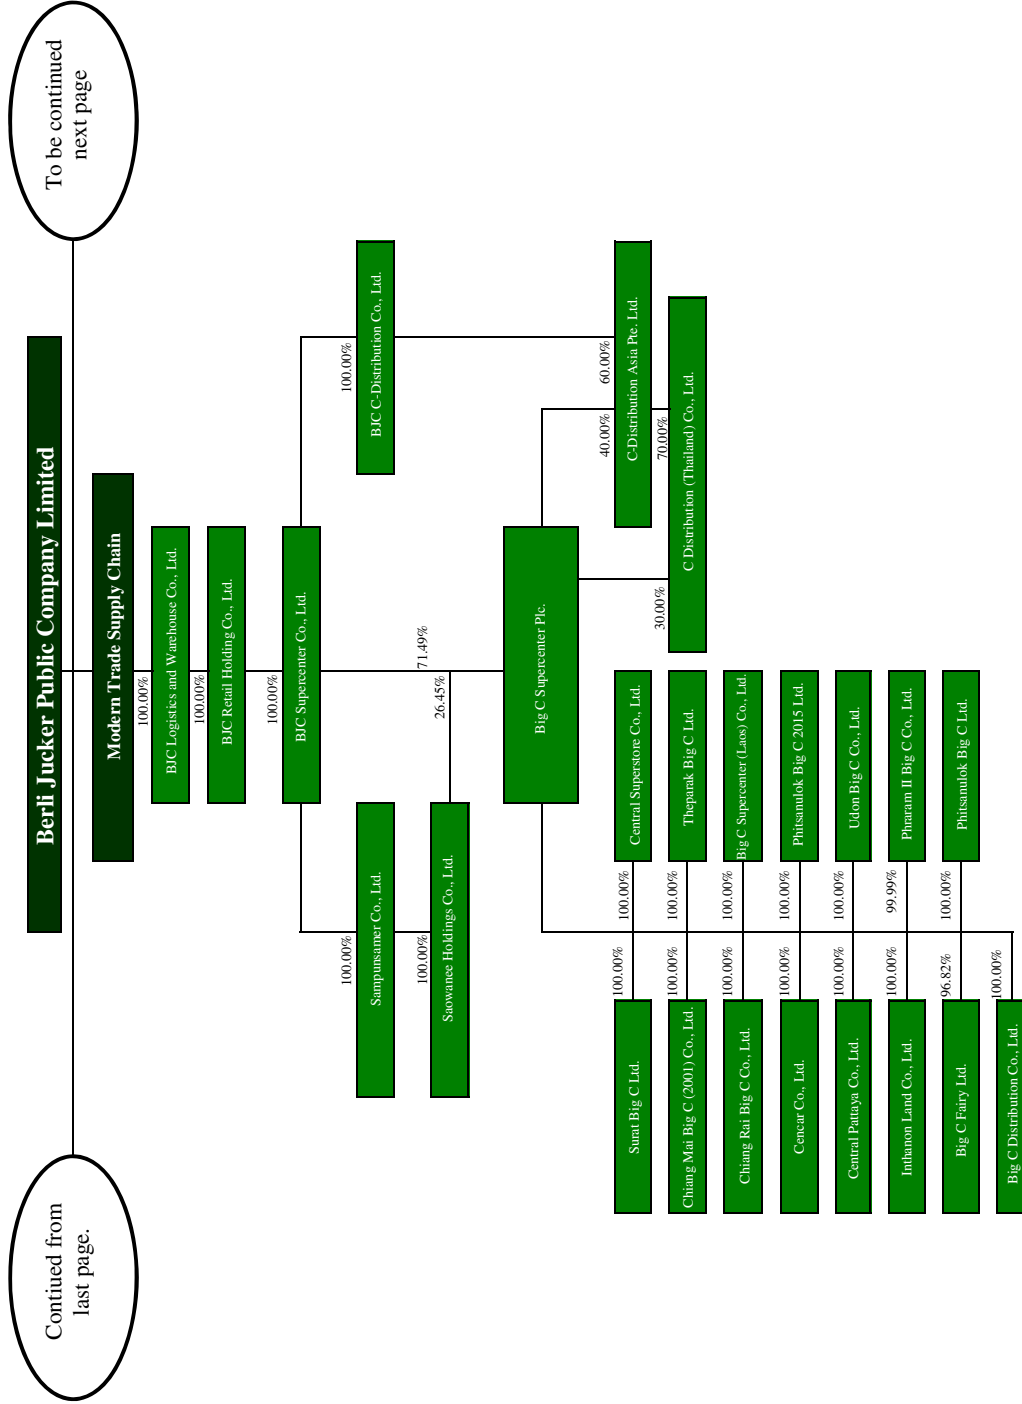 Contiued from
last page.
Berli Jucker Public Company Limited
To be continued
next page
Modern Trade Supply Chain
100.00%
BJC Logistics and Warehouse Co., Ltd.
100.00%
BJC Retail Holding Co., Ltd.
100.00%
BJC Supercenter Co., Ltd.
100.00%
Sampunsamer Co., Ltd.
100.00%
BJC C-Distribution Co., Ltd.
100.00%
Saowanee Holdings Co., Ltd.
26.45%
71.49%
Big C Supercenter Plc.
100.00%
Surat Big C Ltd.
100.00%
Central Superstore Co., Ltd.
40.00%
60.00%
C-Distribution Asia Pte. Ltd.
100.00%
Chiang Mai Big C (2001) Co., Ltd.
100.00%
Theparak Big C Ltd.
30.00%
70.00%
C Distribution (Thailand) Co., Ltd.
100.00%
Chiang Rai Big C Co., Ltd.
100.00%
Big C Supercenter (Laos) Co., Ltd.
100.00%
Cencar Co., Ltd.
100.00%
Phitsanulok Big C 2015 Ltd.
100.00%
Central Pattaya Co., Ltd.
100.00%
Udon Big C Co., Ltd.
100.00%
Inthanon Land Co., Ltd.
99.99%
Phraram II Big C Co., Ltd.
96.82%
Big C Fairy Ltd.
100.00%
Phitsanulok Big C Ltd.
100.00%
Big C Distribution Co., Ltd.